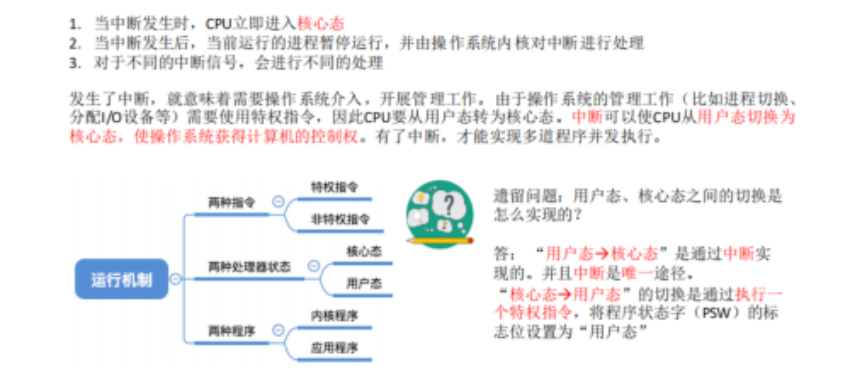 1. 当中断发生时，CPU立即进入核心态
2. 当中断发生后，当前运行的进程暂停运行，并由操作系统内核对中断进行处理
3. 对于不同的中断信号，会进行不同的处理
发生了中断，就意味着需要操作系统介入，开展管理工作。由于操作系统的管理工作（比如进程切换、
分配I/O设备等）需要使用特权指令，因此CPU要从用户态转为核心态。中断可以使CPU从用户态切换为
核心态，使操作系统获得计算机的控制权。有了中断，才能实现多道程序并发执行。
运行机制
两种指令
特权指令
非特权指令
两种处理器状态
核心态
用户态
两种程序
内核程序
应用程序
?
遗留问题：用户态、核心态之间的切换是
怎么实现的？
答：“用户态→核心态”是通过中断实
现的。并且中断是唯一途径。
“核心态→用户态”的切换是通过执行一
个特权指令，将程序状态字（PSW）的标
志位设置为“用户态”